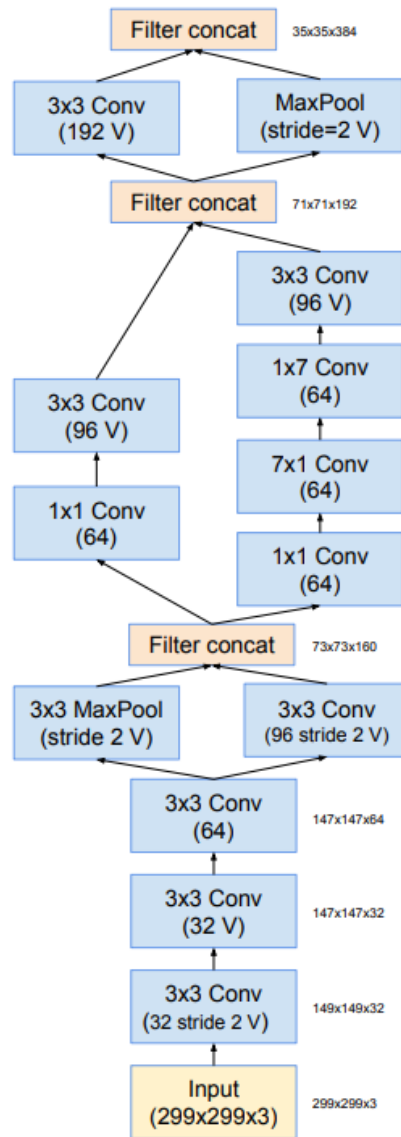 Filter concat
35x35x384
3x3 Conv
(192 V)
MaxPool
(stride=2 V)
Filter concat
71x71x192
3x3 Conv
(96 V)
1x7 Conv
(64)
3x3 Conv
(96 V)
7x1 Conv
(64)
1x1 Conv
(64)
1x1 Conv
(64)
Filter concat
73x73x160
3x3 MaxPool
(stride 2 V)
3x3 Conv
(96 stride 2 V)
3x3 Conv
(64)
147x147x64
3x3 Conv
(32 V)
147x147x32
3x3 Conv
(32 stride 2 V)
149x149x32
Input
(299x299x3)
299x299x3